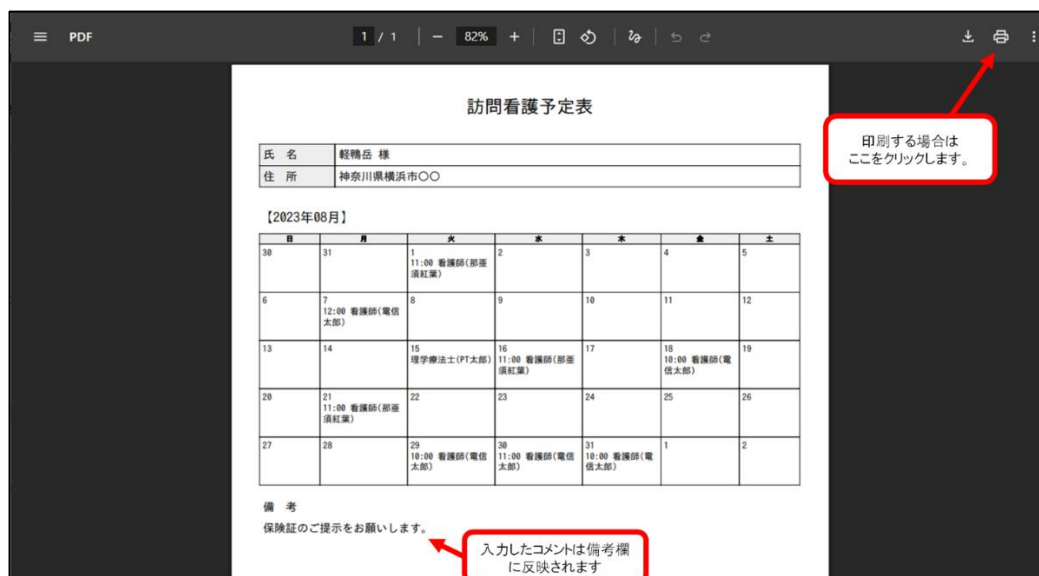 PDF
1 / 1
82%
訪問看護予定表
印刷する場合は
ここをクリックします。
氏 名 軽鴨岳 様
住 所 神奈川県横浜市〇〇
【2023年08月】
日 月 火 水 木 金 土
30 31 1 2 3 4 5
11:00 看護師(那亜
須紅葉)
6 7 8 9 10 11 12
12:00 看護師(電信
太郎)
13 14 15 16 17 18 19
理学療法士(PT太郎) 11:00 看護師(那亜 10:00 看護師(電
須紅葉) 信太郎)
20 21 22 23 24 25 26
11:00 看護師(那亜
須紅葉)
27 28 29 30 31 1 2
10:00 看護師(電信 11:00 看護師(電信 10:00 看護師(電
太郎) 太郎) 信太郎)
備 考
保険証のご提示をお願いします。
入力したコメントは備考欄
に反映されます